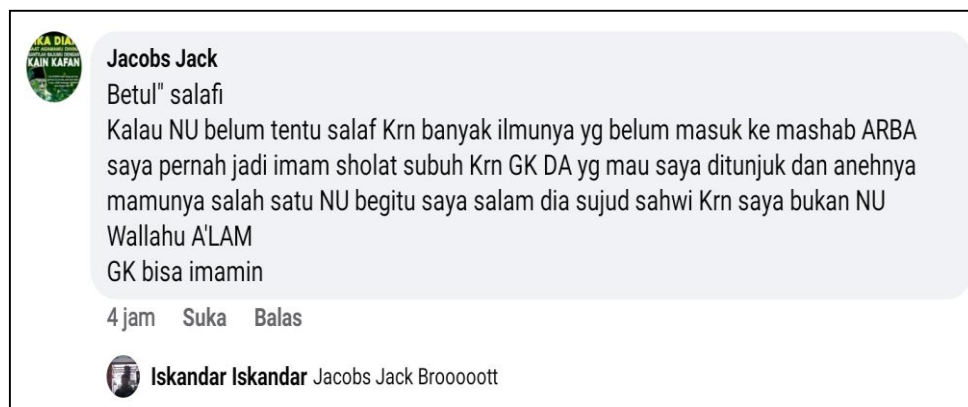 KAIN KAFAN
Jacobs Jack
Betul" salafi
Kalau NU belum tentu salaf Krn banyak ilmunya yg belum masuk ke mashab ARBA
saya pernah jadi imam sholat subuh Krn GK DA yg mau saya ditunjuk dan anehnya
mamunya salah satu NU begitu saya salam dia sujud sahwi Krn saya bukan NU
Wallahu A'LAM
GK bisa imamin
4 jam Suka Balas
Iskandar Iskandar Jacobs Jack Brooooott